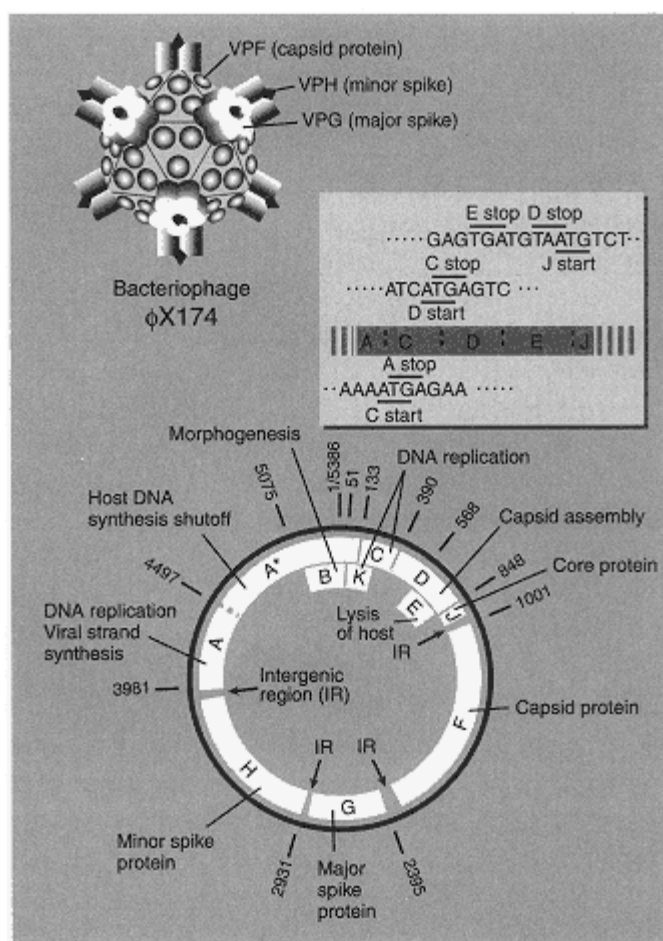 VPF (capsid protein)
VPH (minor spike)
VPG (major spike)
Bacteriophage
ϕX174
E stop D stop
····· GAGTGATGTAATGTCT··
C stop J start
·····ATCATGAGTC ···
D start
A C D E J
A stop
···AAAATGAGAA ·····
C start
Morphogenesis
DNA replication
5075
1/5386
51
133
390
568
848
1001
Host DNA
synthesis shutoff
Capsid assembly
Core protein
4497
A*
B
K
C
D
E
J
Lysis
of host
IR
DNA replication
Viral strand
synthesis
A
3981
Intergenic
region (IR)
Capsid protein
F
IR IR
H
G
Minor spike
protein
2931
Major
spike
protein
2395